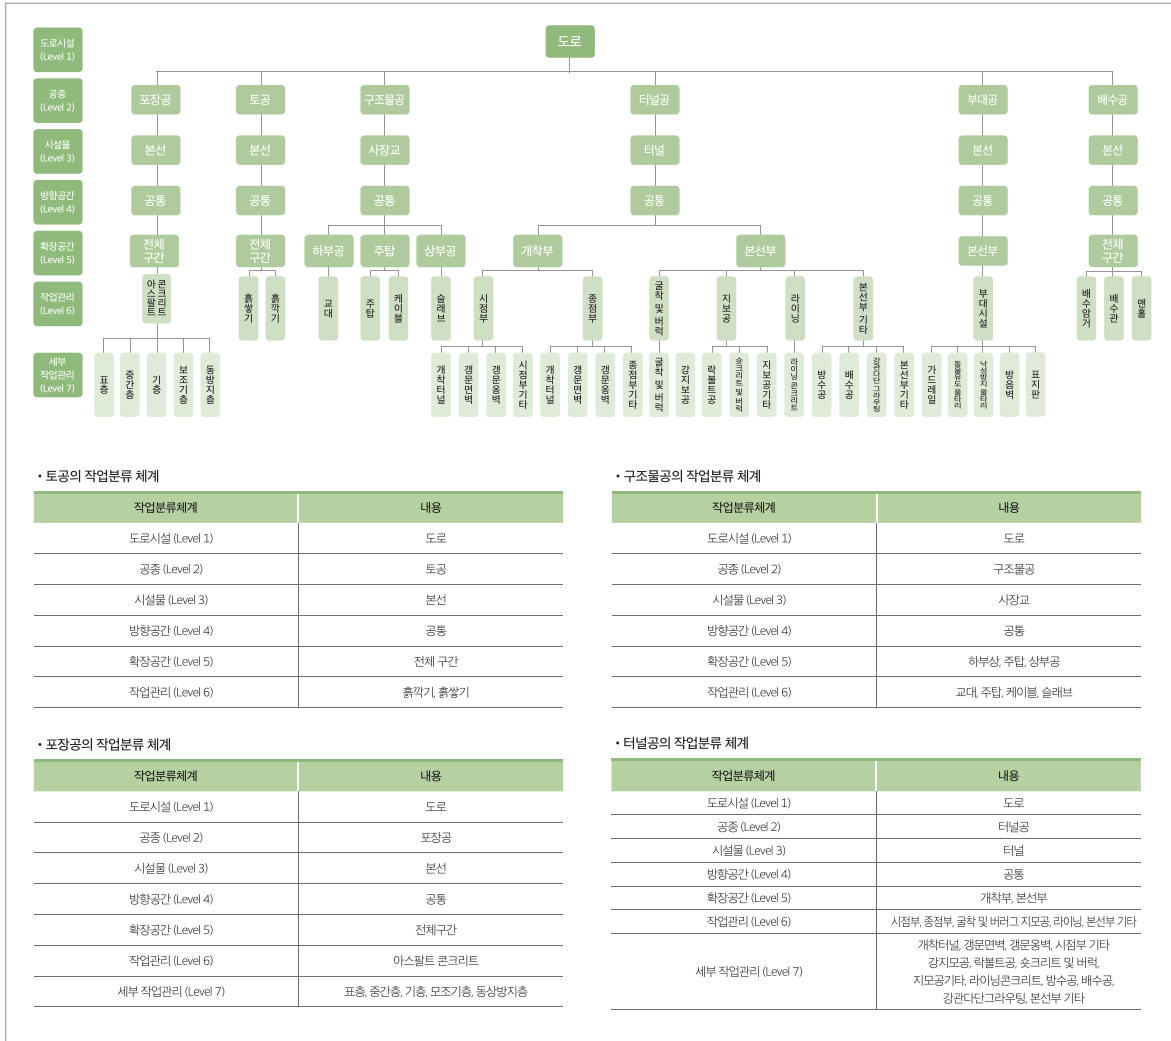 도로시설
(Level 1)
도로
공종
(Level 2)
포장공 토공 구조물공 터널공 부대공 배수공
시설물
(Level 3)
본선 본선 사장교 터널 본선 본선
방향공간
(Level 4)
공통 공통 공통 공통 공통 공통
확장공간
(Level 5)
전체
구간
전체
구간
하부공 주탑 상부공 개착부 본선부 본선부
전체
구간
작업관리
(Level 6)
콘크리트
아스팔트
흙쌓기 흙깍기 교대 주탑 케이블 슬래브 시점부 종점부 굴착 및 버럭 지보공 라이닝 본선부 기타 부대시설 배수암거 배수관 맨홀
세부
작업관리
(Level 7)
표층 중간층 기층 보조기층 동방지층 개착터널 갱문면벽 갱문옹벽 시점부기타 개착터널 갱문면벽 갱문옹벽 종점부기타 굴착 및 버럭 강지보공 락볼트공 숏크리트 및 버럭 지보공기타 라이닝콘크리트 방수공 배수공 강관다단 그라우팅 본선부기타 가드레일 울타리 낙상방지 울타리 방음벽 표지판
• 토공의 작업분류 체계
작업분류체계 내용
도로시설 (Level 1) 도로
공종 (Level 2) 토공
시설물 (Level 3) 본선
방향공간 (Level 4) 공통
확장공간 (Level 5) 전체 구간
작업관리 (Level 6) 흙깍기, 흙쌓기
• 구조물공의 작업분류 체계
작업분류체계 내용
도로시설 (Level 1) 도로
공종 (Level 2) 구조물공
시설물 (Level 3) 사장교
방향공간 (Level 4) 공통
확장공간 (Level 5) 하부상, 주탑, 상부공
작업관리 (Level 6) 교대, 주탑, 케이블, 슬래브
• 포장공의 작업분류 체계
작업분류체계 내용
도로시설 (Level 1) 도로
공종 (Level 2) 포장공
시설물 (Level 3) 본선
방향공간 (Level 4) 공통
확장공간 (Level 5) 전체구간
작업관리 (Level 6) 아스팔트 콘크리트
세부 작업관리 (Level 7) 표층, 중간층, 기층, 모조기층, 동상방지층
• 터널공의 작업분류 체계
작업분류체계 내용
도로시설 (Level 1) 도로
공종 (Level 2) 터널공
시설물 (Level 3) 터널
방향공간 (Level 4) 공통
확장공간 (Level 5) 개착부, 본선부
작업관리 (Level 6) 시점부, 종점부, 굴착 및 버러그 지모공, 라이닝, 본선부 기타
세부 작업관리 (Level 7) 개착터널, 갱문면벽, 갱문옹벽, 시점부 기타
강지모공, 락볼트공, 숏크리트 및 버럭,
지모공기타, 라이닝콘크리트, 방수공, 배수공,
강관다단그라우팅, 본선부 기타